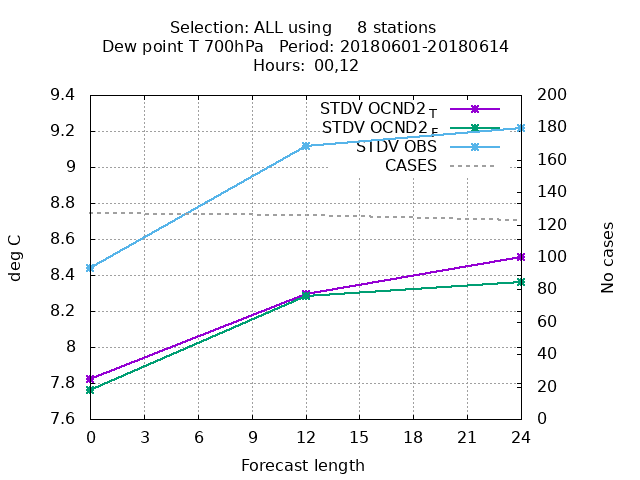 Selection: ALL using     8 stations
Dew point T 700hPa   Period: 20180601-20180614
Hours: 00,12
STDV OCND2 T
STDV OCND2 F
STDV OBS
CASES
deg C
9.4
9.2
9
8.8
8.6
8.4
8.2
8
7.8
7.6
200
180
160
140
120
100
80
60
40
20
0
No cases
0 3 6 9 12 15 18 21 24
Forecast length